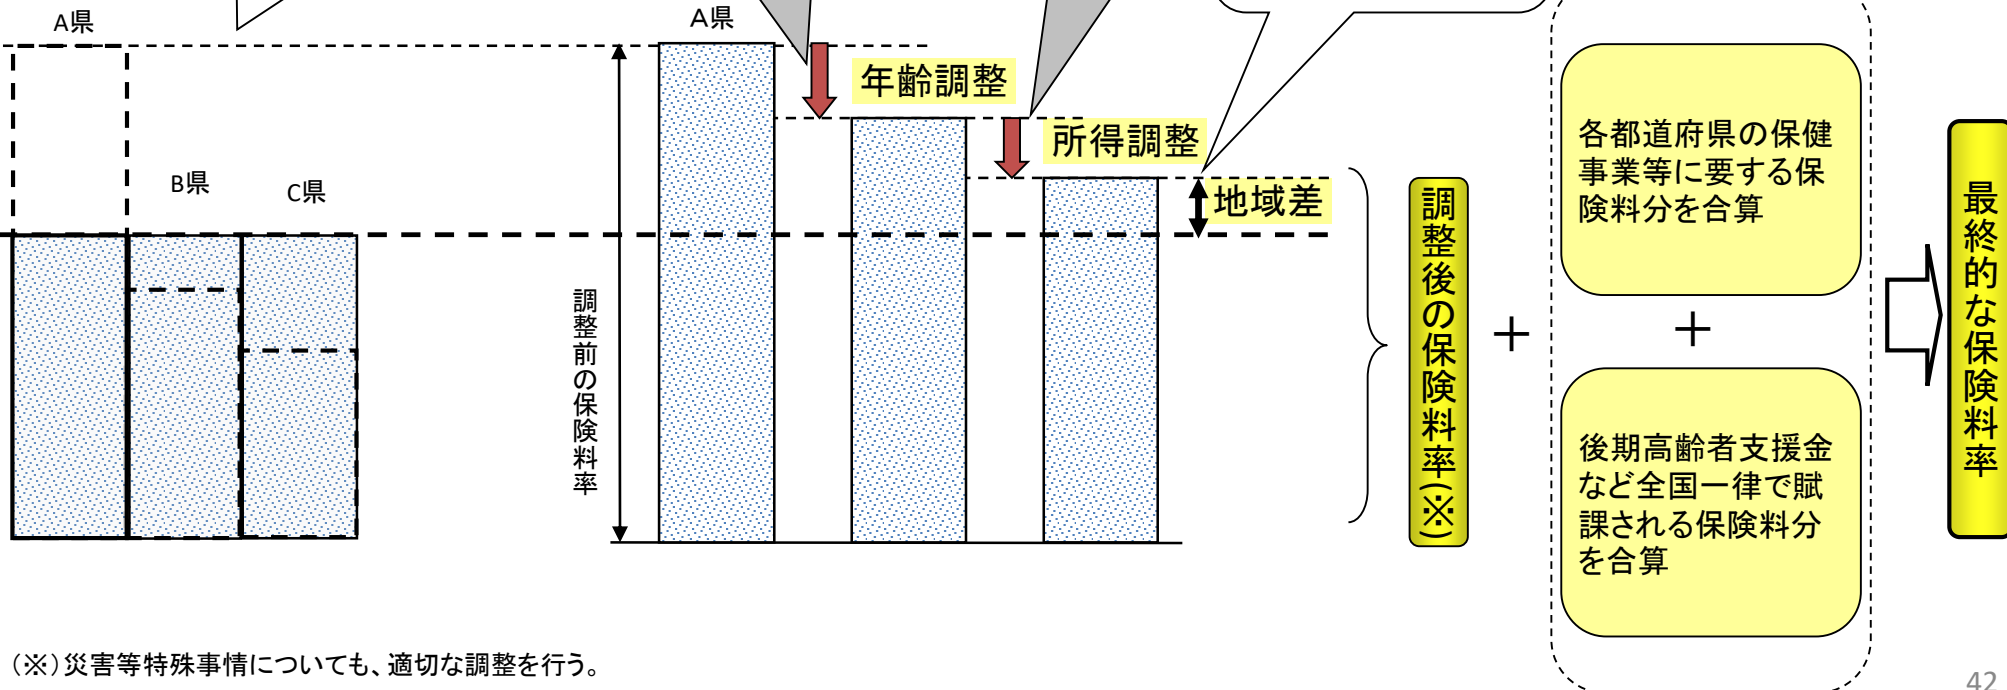 A県
B県
C県
A県
年齢調整
所得調整
地域差
調整前の保険料率
調整後の保険料率(※)
＋
各都道府県の保健
事業等に要する保
険料分を合算
＋
後期高齢者支援金
など全国一律で賦
課される保険料分
を合算
最終的な保険料率
(※)災害等特殊事情についても、適切な調整を行う。
42